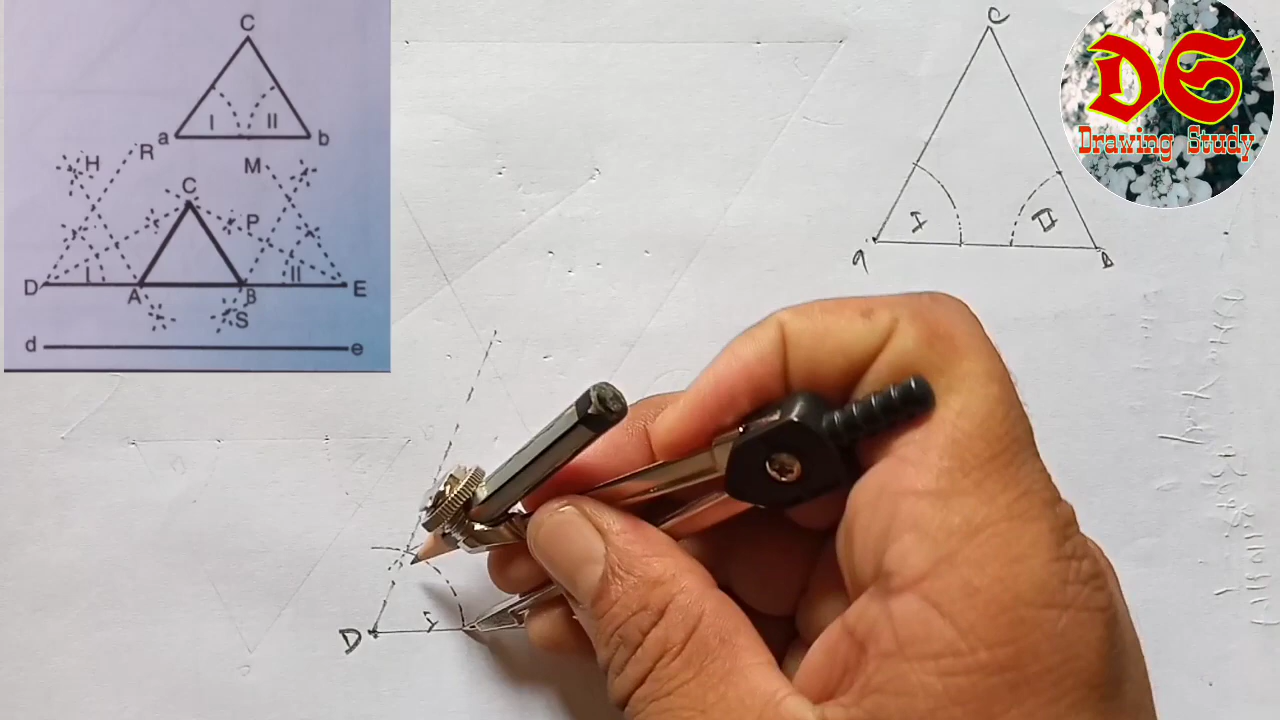 C
I II
a b
R
H M
C
P
I II
D A B E
S
d e
DS
Drawing Study
C
I II
a
D I